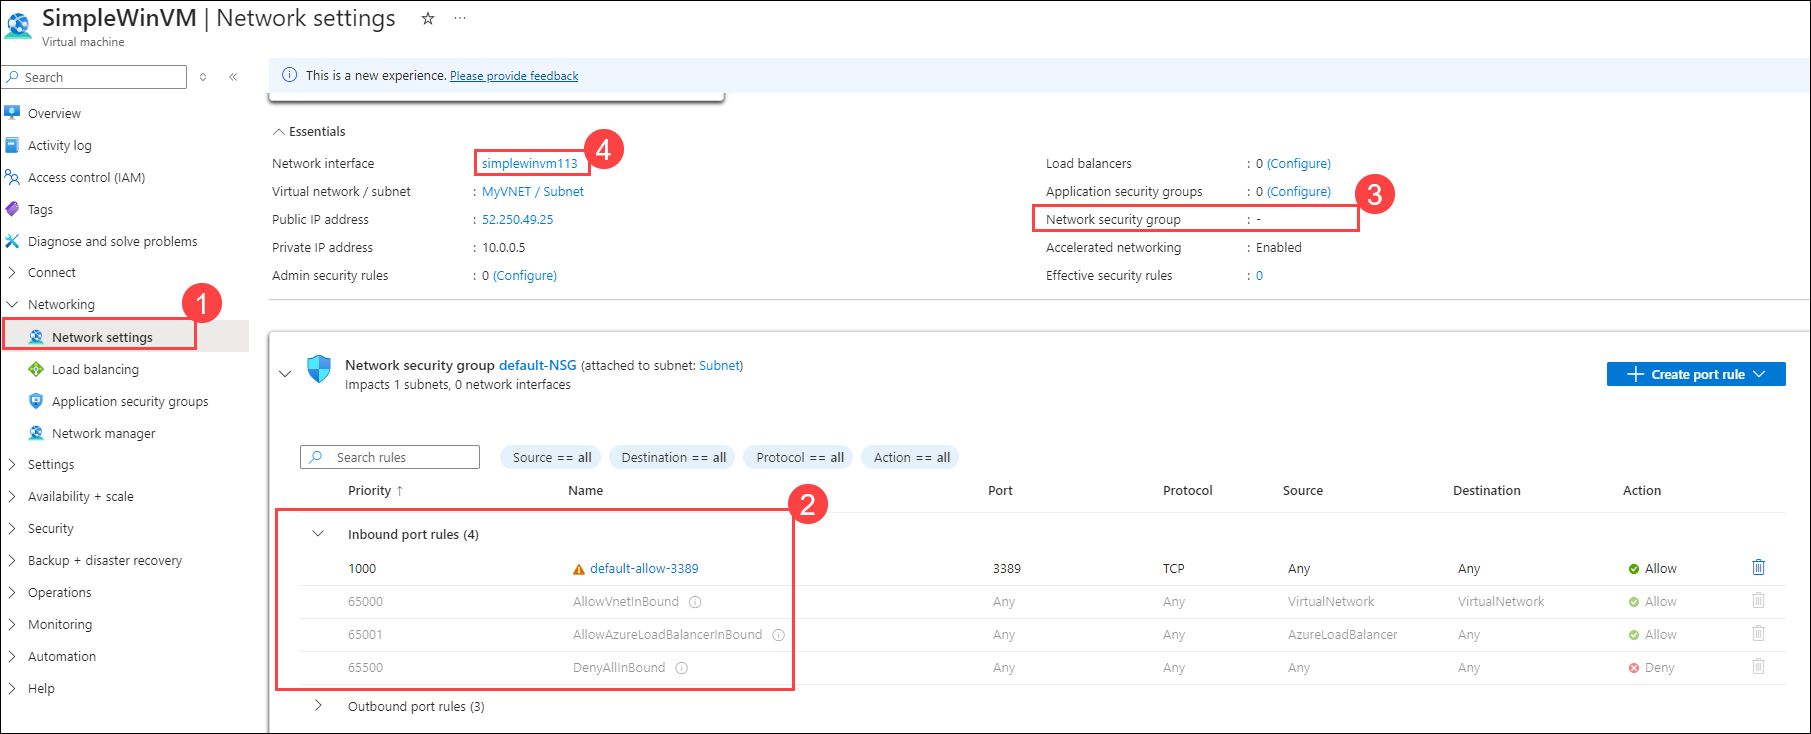 SimpleWinVM | Network settings ☆ ···
Virtual machine
Search
This is a new experience. Please provide feedback
Overview
Activity log
Access control (IAM)
Tags
Diagnose and solve problems
Connect
Networking
1
Network settings
Load balancing
Application security groups
Network manager
Settings
Availability + scale
Security
Backup + disaster recovery
Operations
Monitoring
Automation
Help
Essentials
4
Network interface simplewinvm113
Virtual network / subnet : MyVNET / Subnet
Public IP address : 52.250.49.25
Private IP address : 10.0.0.5
Admin security rules : 0 (Configure)
Load balancers : 0 (Configure)
Application security groups : 0 (Configure)
3
Network security group : -
Accelerated networking : Enabled
Effective security rules : 0
Network security group default-NSG (attached to subnet: Subnet)
Impacts 1 subnets, 0 network interfaces
Create port rule
Search rules Source == all Destination == all Protocol == all Action == all
Priority ↑ Name Port Protocol Source Destination Action
2
Inbound port rules (4)
1000 default-allow-3389 3389 TCP Any Any Allow
65000 AllowVnetInBound Any Any VirtualNetwork VirtualNetwork Allow
65001 AllowAzureLoadBalancerInBound Any Any AzureLoadBalancer Any Allow
65500 DenyAllInBound Any Any Any Any Deny
Outbound port rules (3)